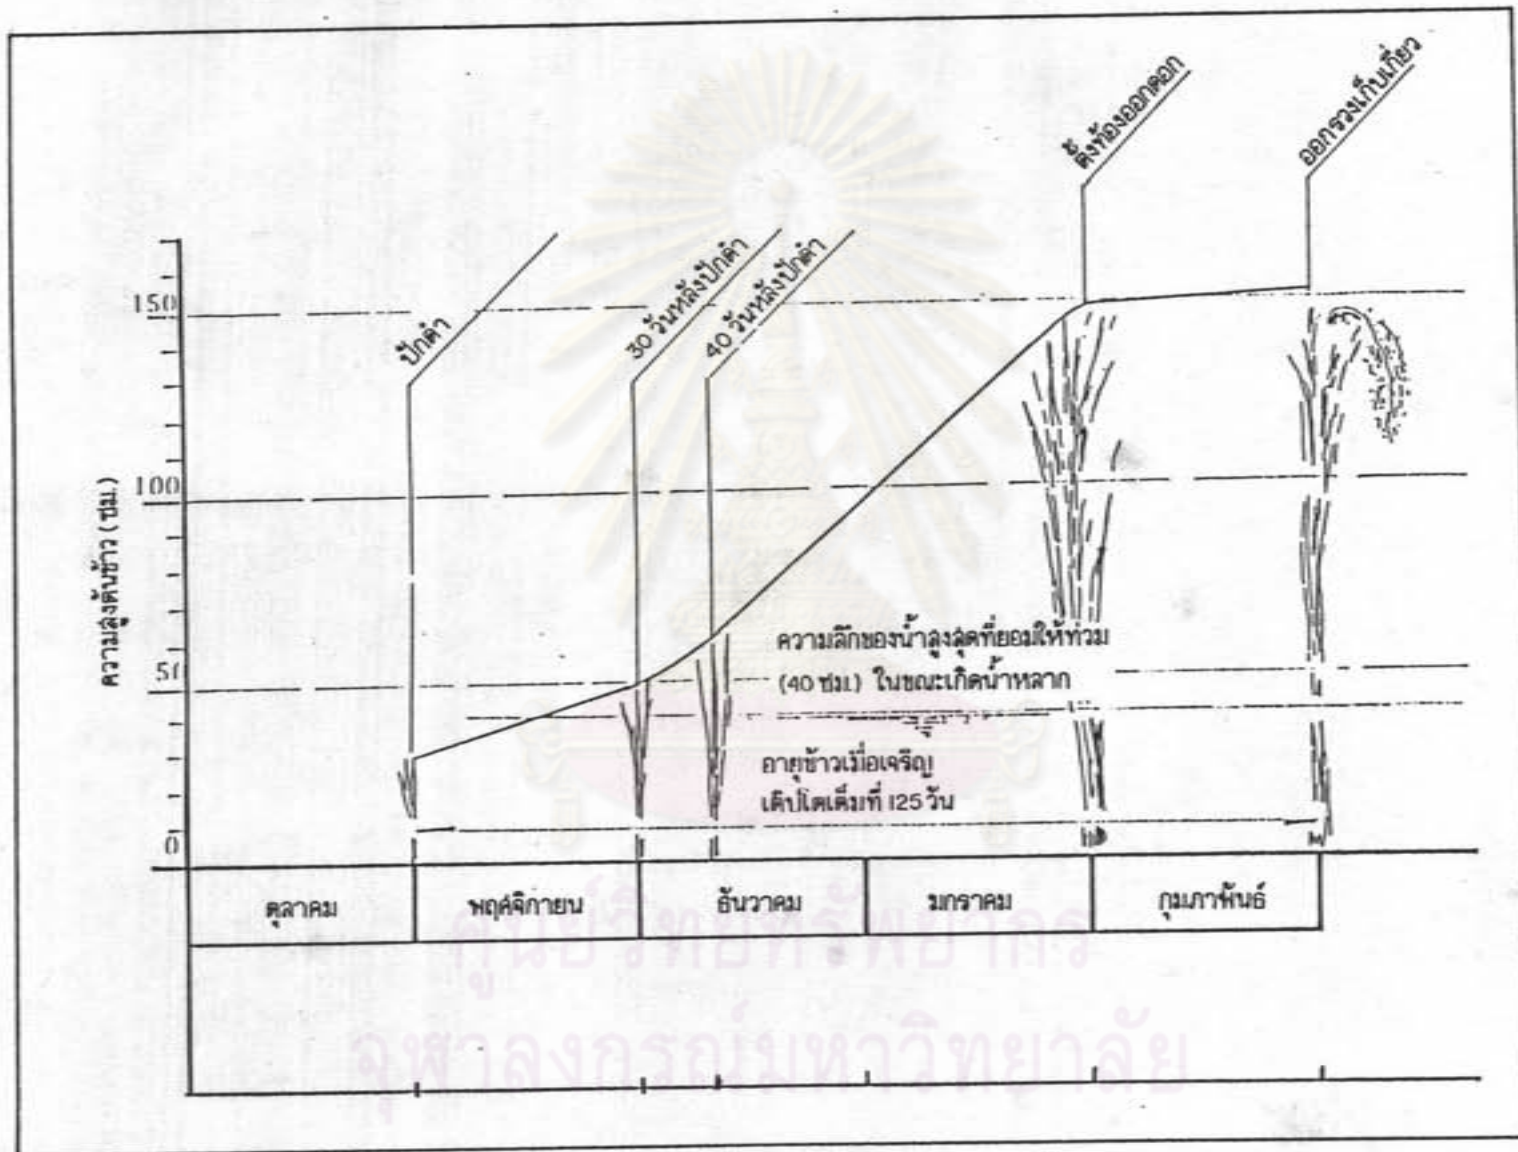 ตั้งท้องออกดอก
ออกรวงเก็บเกี่ยว
ปักดำ
30 วันหลังปักดำ
40 วันหลังปักดำ
ความสูงต้นข้าว (ซม.)
150
100
50
0
ความลึกของน้ำสูงสุดที่ยอมให้ท่วม
(40 ซม.) ในขณะเกิดน้ำหลาก
อายุข้าวเมื่อเจริญ
เติบโตเต็มที่ 125 วัน
ตุลาคม
พฤศจิกายน
ธันวาคม
มกราคม
กุมภาพันธ์
ศูนย์วิทยทรัพยากร
จุฬาลงกรณ์มหาวิทยาลัย